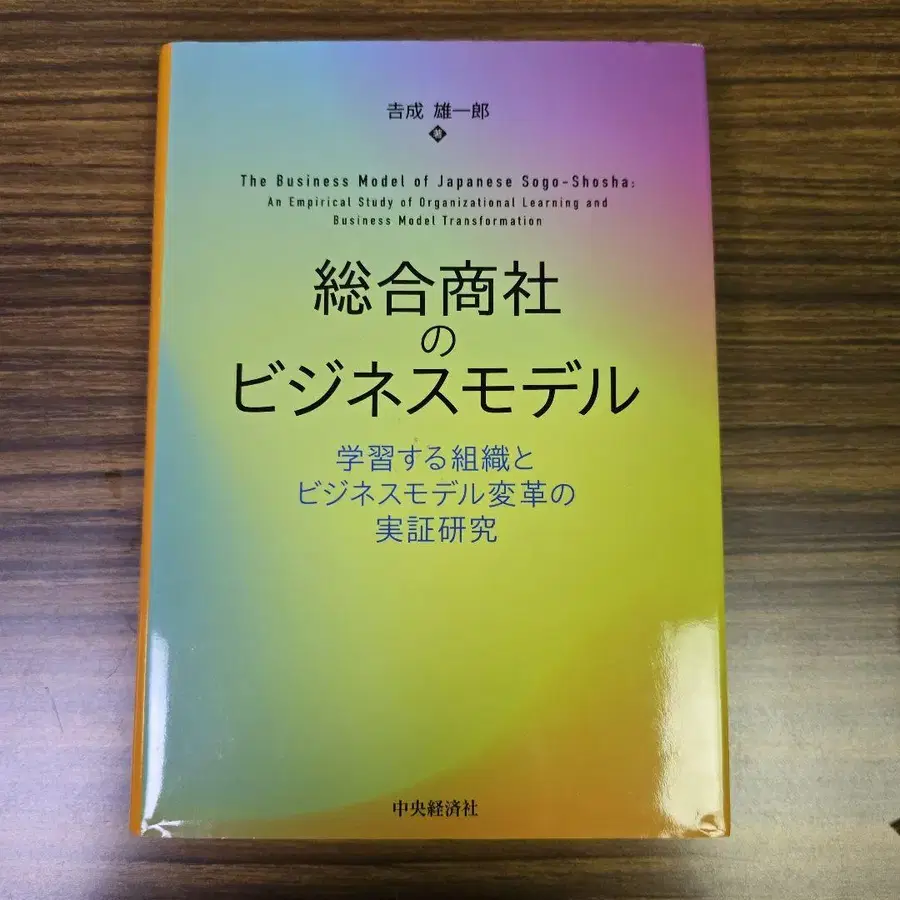 𠮷成 雄一郎
著
The Business Model of Japanese Sogo-Shosha:
An Empirical Study of Organizational Learning and
Business Model Transformation
総合商社
の
ビジネスモデル
学習する組織と
ビジネスモデル変革の
実証研究
中央経済社